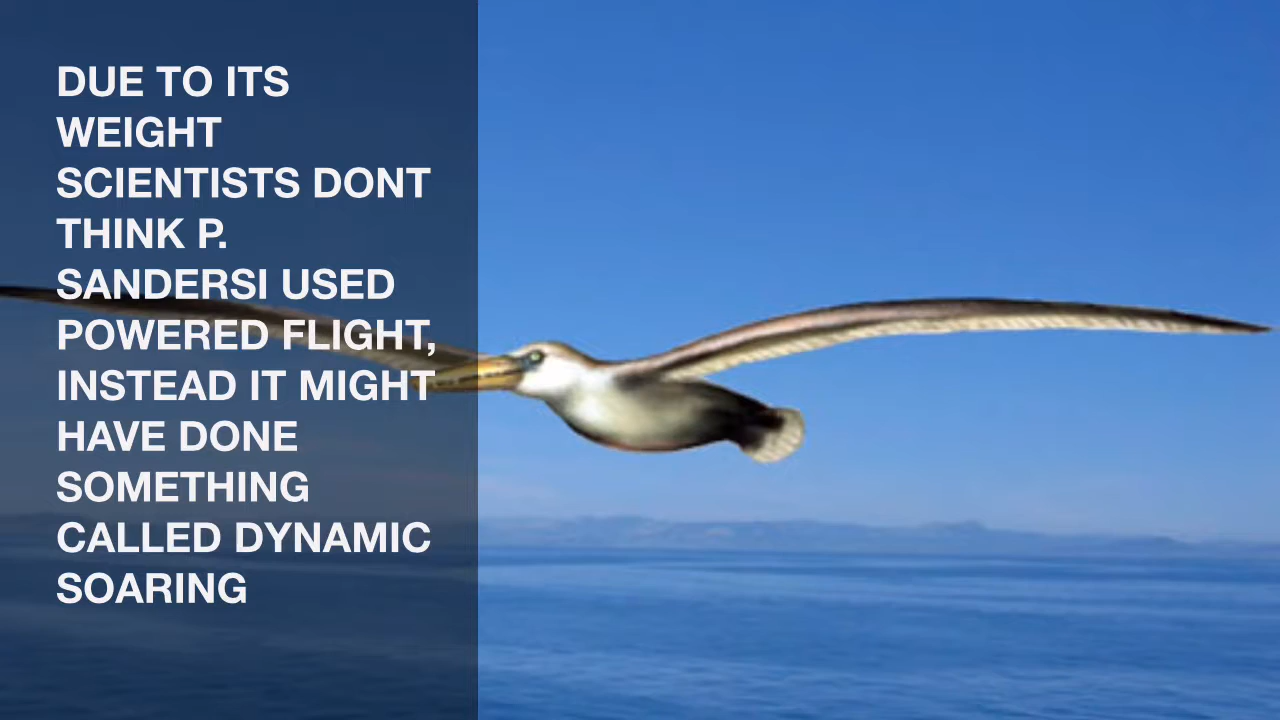 DUE TO ITS
WEIGHT
SCIENTISTS DONT
THINK P.
SANDERSI USED
POWERED FLIGHT,
INSTEAD IT MIGHT
HAVE DONE
SOMETHING
CALLED DYNAMIC
SOARING